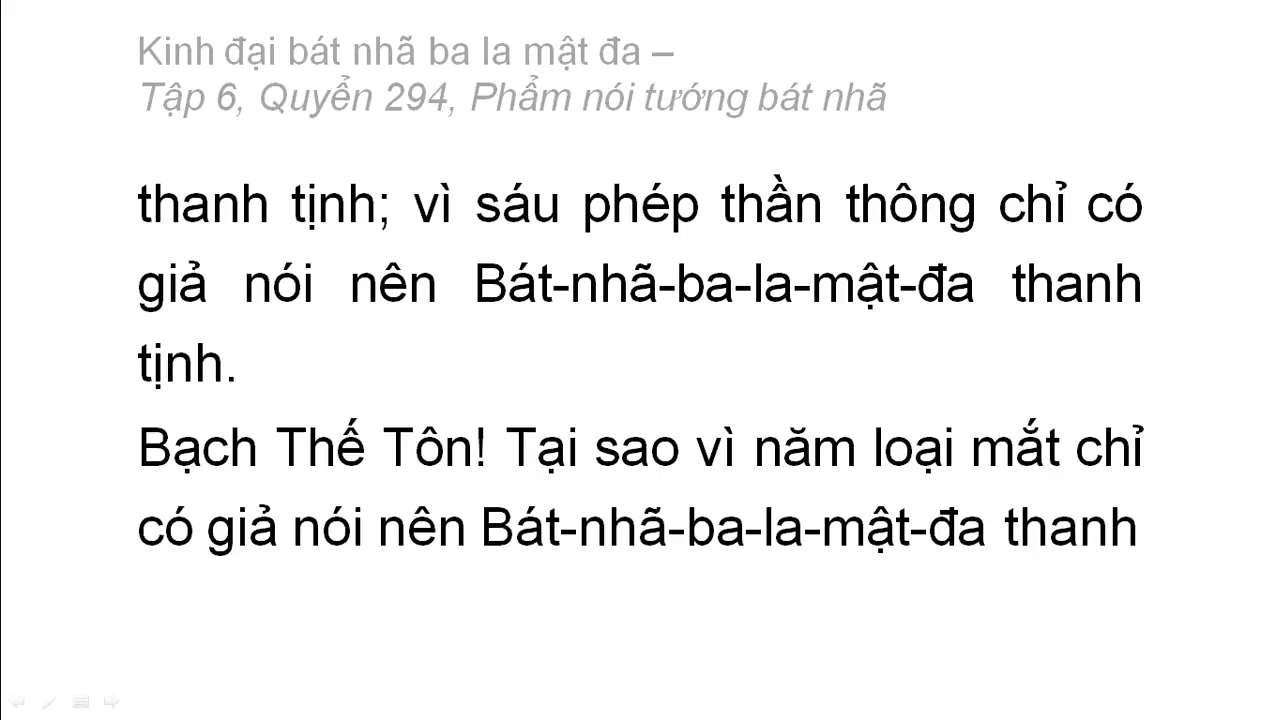 Kinh đại bát nhã ba la mật đa –
Tập 6, Quyển 294, Phẩm nói tướng bát nhã
thanh tịnh; vì sáu phép thần thông chỉ có
giả nói nên Bát-nhã-ba-la-mật-đa thanh
tịnh.
Bạch Thế Tôn! Tại sao vì năm loại mắt chỉ
có giả nói nên Bát-nhã-ba-la-mật-đa thanh